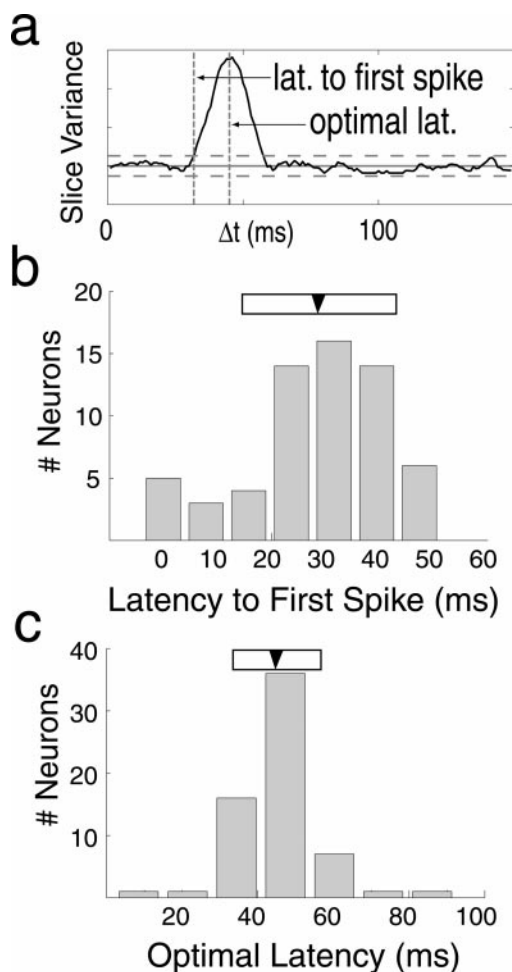 a
Slice Variance
lat. to first spike
optimal lat.
0 Δt (ms) 100
b
# Neurons
20
15
10
5
0 10 20 30 40 50 60
Latency to First Spike (ms)
c
# Neurons
40
30
20
10
20 40 60 80 100
Optimal Latency (ms)